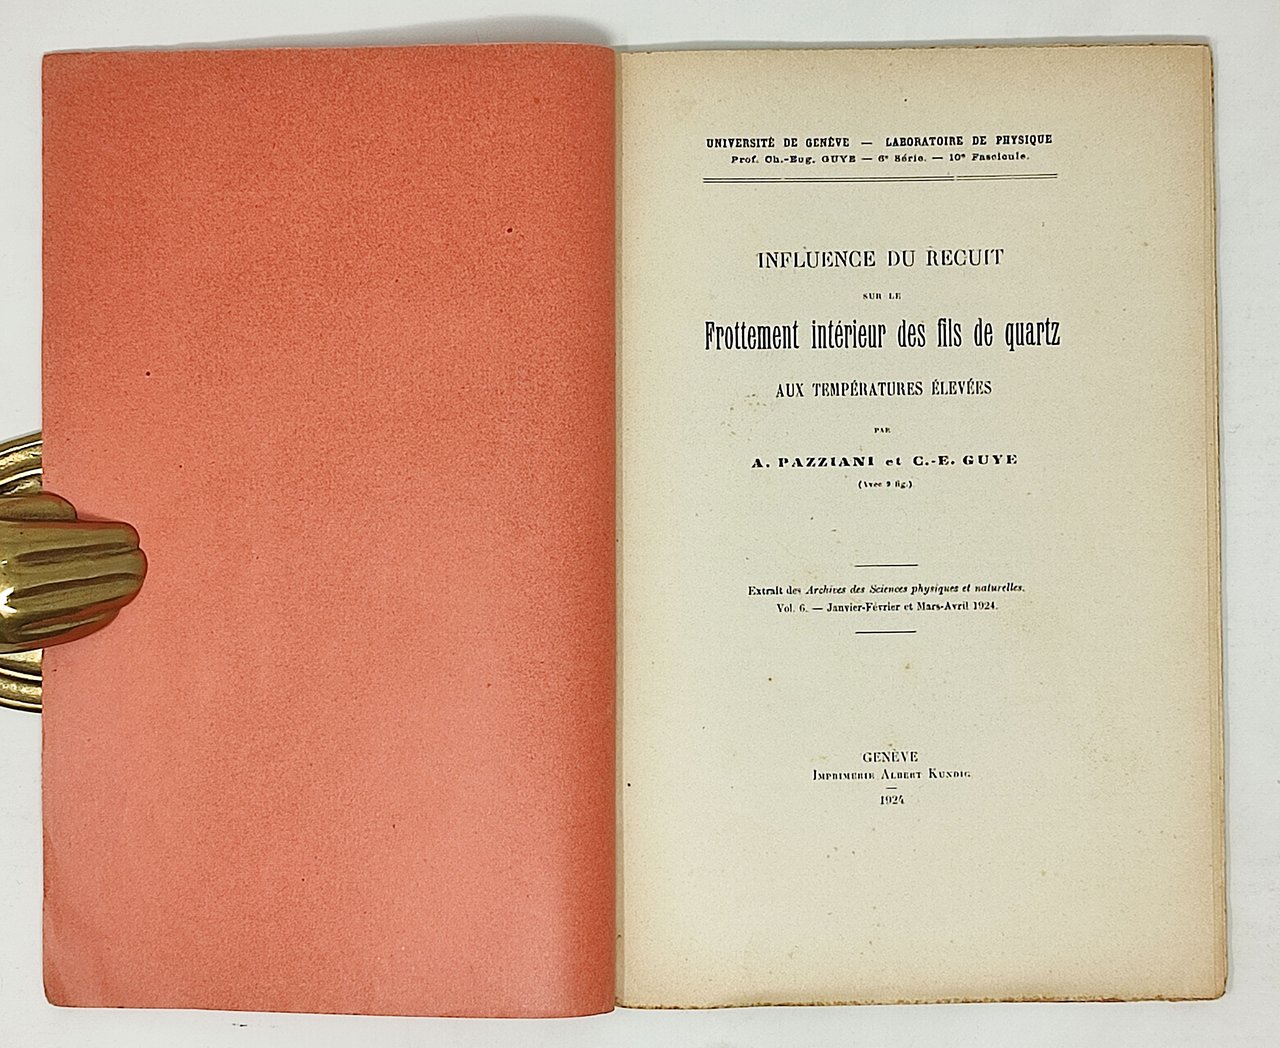 UNIVERSITÉ DE GENÈVE — LABORATOIRE DE PHYSIQUE
Prof. Ch.-Eug. GUYE — 6e Série. — 10e Fascicule.
INFLUENCE DU RECUIT
SUR LE
Frottement intérieur des fils de quartz
AUX TEMPÉRATURES ÉLEVÉES
PAR
A. PAZZIANI et C.-E. GUYE
(Avec 9 fig.)
Extrait des Archives des Sciences physiques et naturelles.
Vol. 6. — Janvier-Février et Mars-Avril 1924.
GENÈVE
IMPRIMERIE ALBERT KUNDIG
1924